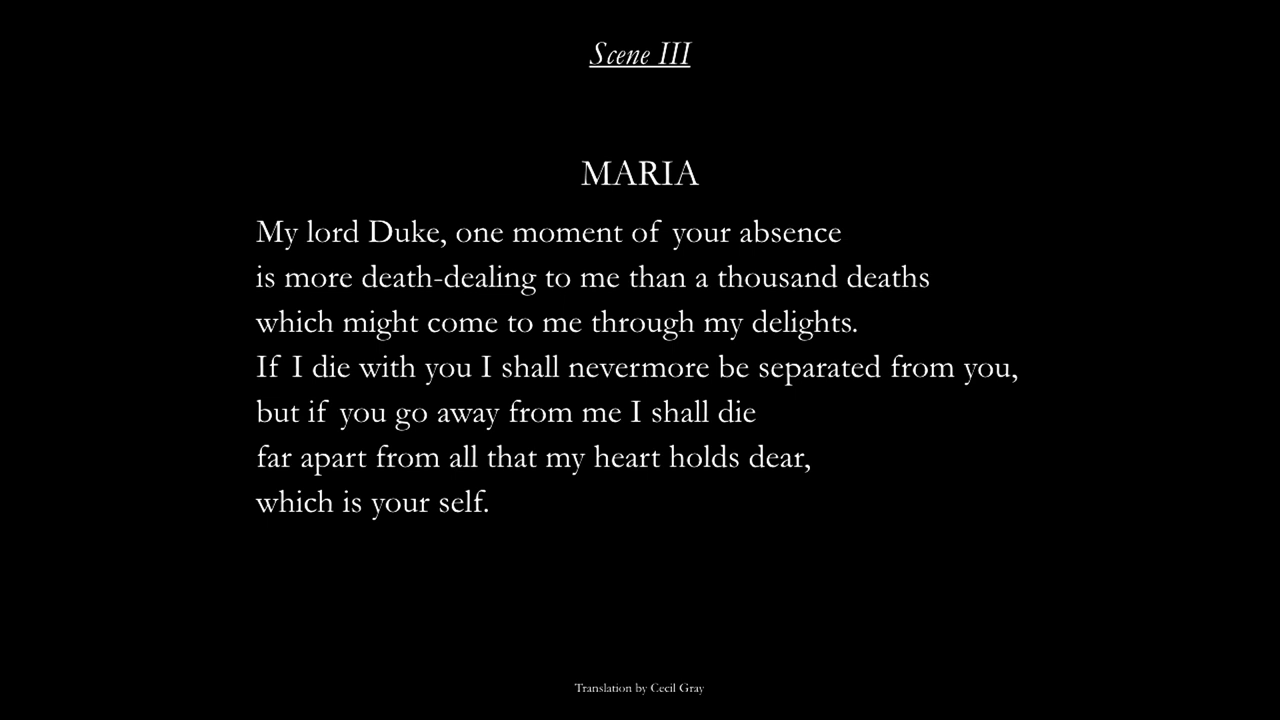 Scene III
MARIA
My lord Duke, one moment of your absence
is more death-dealing to me than a thousand deaths
which might come to me through my delights.
If I die with you I shall nevermore be separated from you,
but if you go away from me I shall die
far apart from all that my heart holds dear,
which is your self.
Translation by Cecil Gray